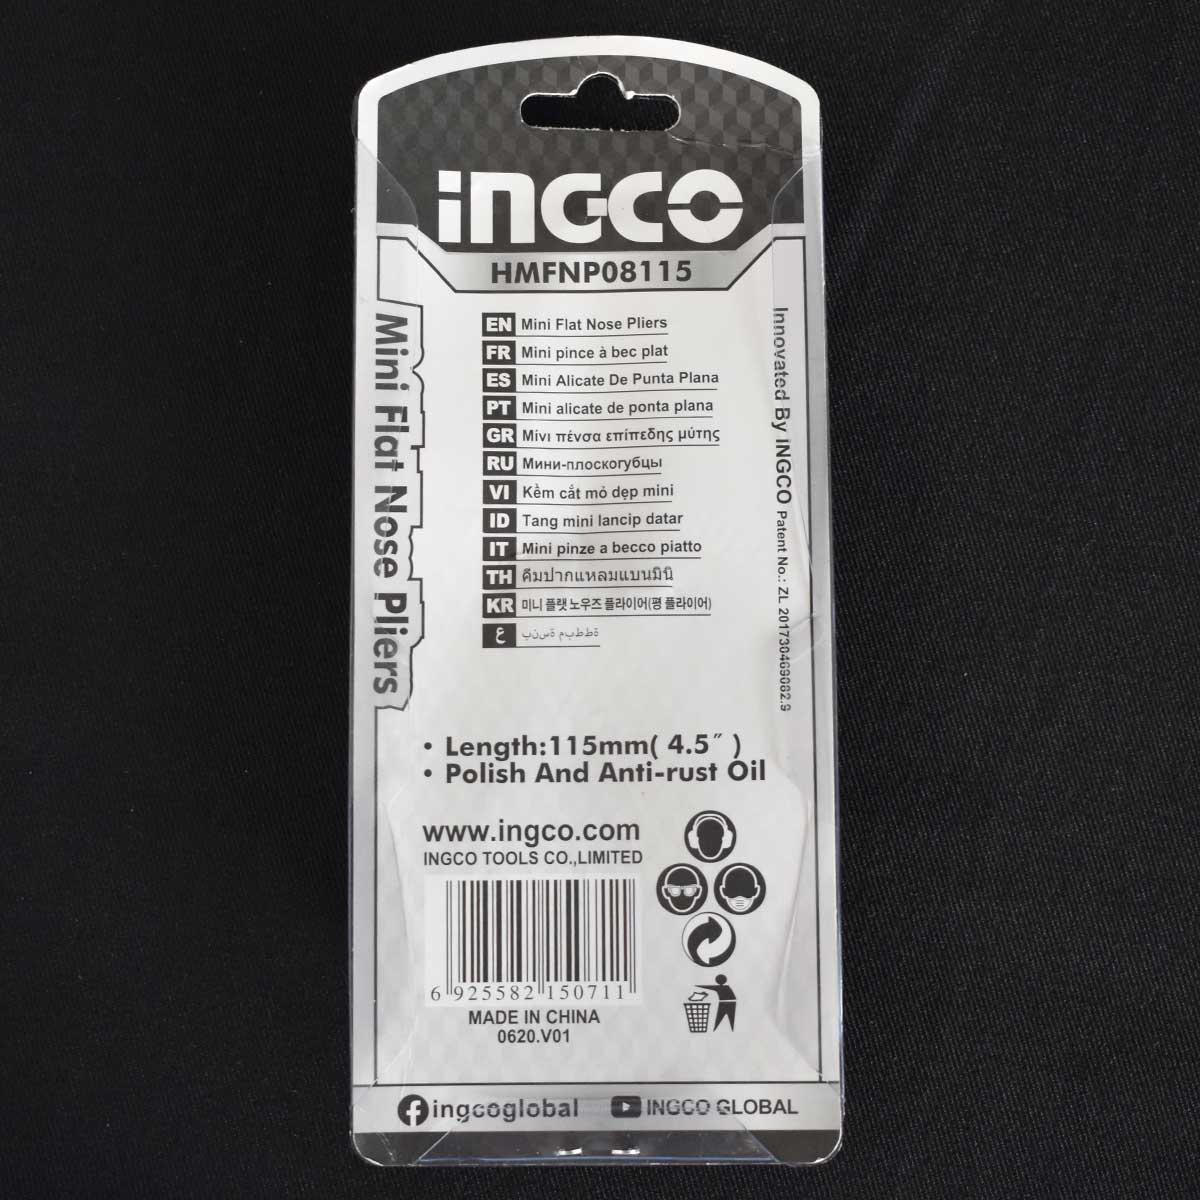 INGCO
HMFNP08115
EN Mini Flat Nose Pliers
FR Mini pince à bec plat
ES Mini Alicate De Punta Plana
PT Mini alicate de ponta plana
GR Μίνι πένσα επίπεδης μύτης
RU Мини-плоскогубцы
VI Kềm cắt mỏ dẹp mini
ID Tang mini lancip datar
IT Mini pinze a becco piatto
TH คีมปากแหลมแบนมินิ
KR 미니 플랫 노우즈 플라이어(평 플라이어)
ع ب ن س ة م ب ط ط ة
Mini Flat Nose Pliers
Innovated By INGCO Patent No.: ZL 201730469082.9
• Length:115mm( 4.5″ )
• Polish And Anti-rust Oil
www.ingco.com
INGCO TOOLS CO.,LIMITED
6 925582 150711
MADE IN CHINA
0620.V01
ingcoglobal INGCO GLOBAL